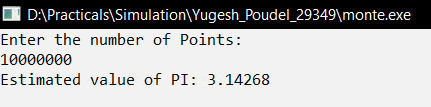 D:\Practicals\Simulation\Yugesh_Poudel_29349\monte.exe
Enter the number of Points:
10000000
Estimated value of PI: 3.14268